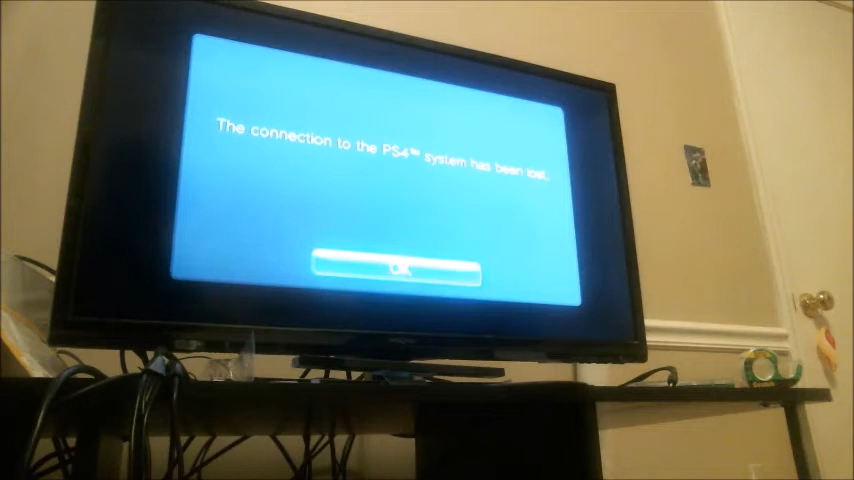 The connection to the PS4™ system has been lost.
OK